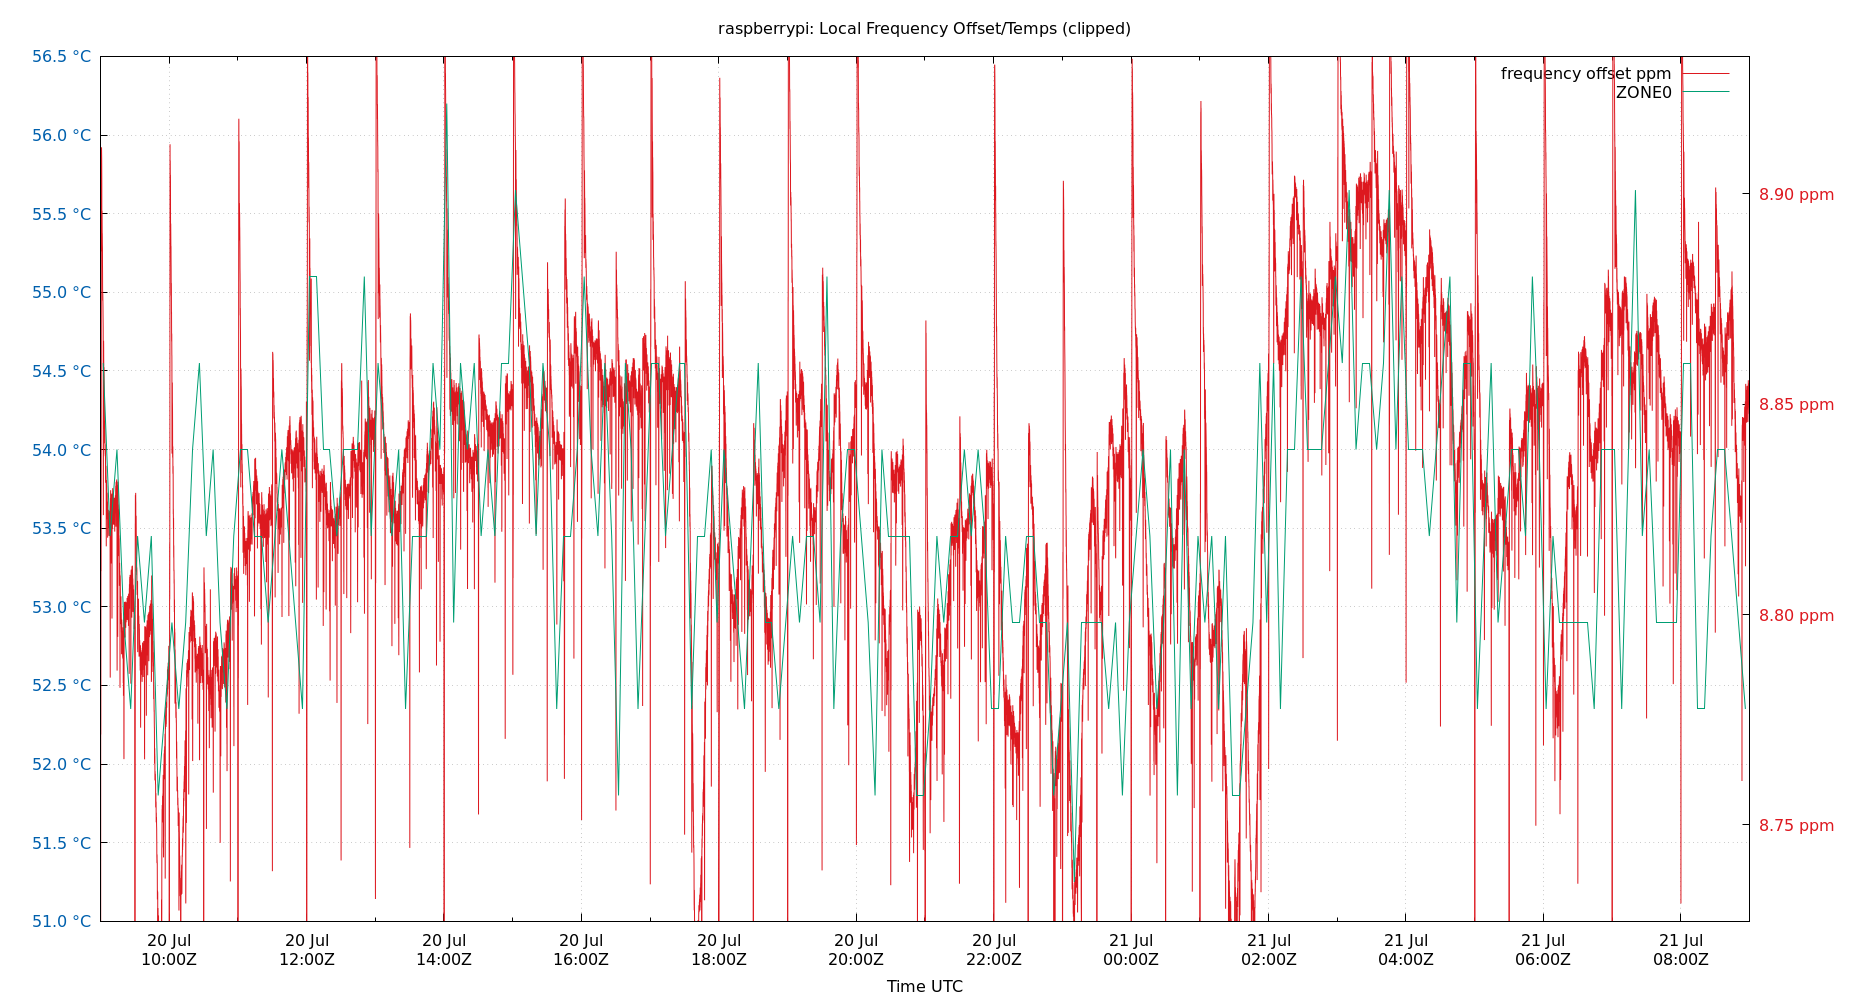 raspberrypi: Local Frequency Offset/Temps (clipped)
56.5 °C
56.0 °C
55.5 °C
55.0 °C
54.5 °C
54.0 °C
53.5 °C
53.0 °C
52.5 °C
52.0 °C
51.5 °C
51.0 °C
frequency offset ppm
ZONE0
8.90 ppm
8.85 ppm
8.80 ppm
8.75 ppm
20 Jul 20 Jul 20 Jul 20 Jul 20 Jul 20 Jul 20 Jul 21 Jul 21 Jul 21 Jul 21 Jul 21 Jul
10:00Z 12:00Z 14:00Z 16:00Z 18:00Z 20:00Z 22:00Z 00:00Z 02:00Z 04:00Z 06:00Z 08:00Z
Time UTC